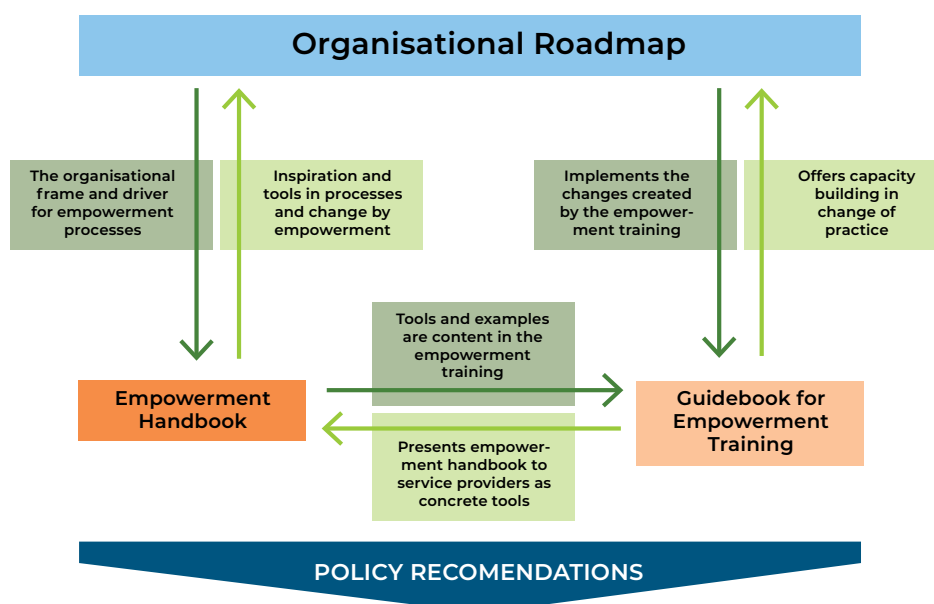 Organisational Roadmap
The organisational
frame and driver
for empowerment
processes
Inspiration and
tools in processes
and change by
empowerment
Implements the
changes created
by the empower-
ment training
Offers capacity
building in
change of
practice
Tools and examples
are content in the
empowerment
training
Empowerment
Handbook
Guidebook for
Empowerment
Training
Presents empower-
ment handbook to
service providers as
concrete tools
POLICY RECOMENDATIONS